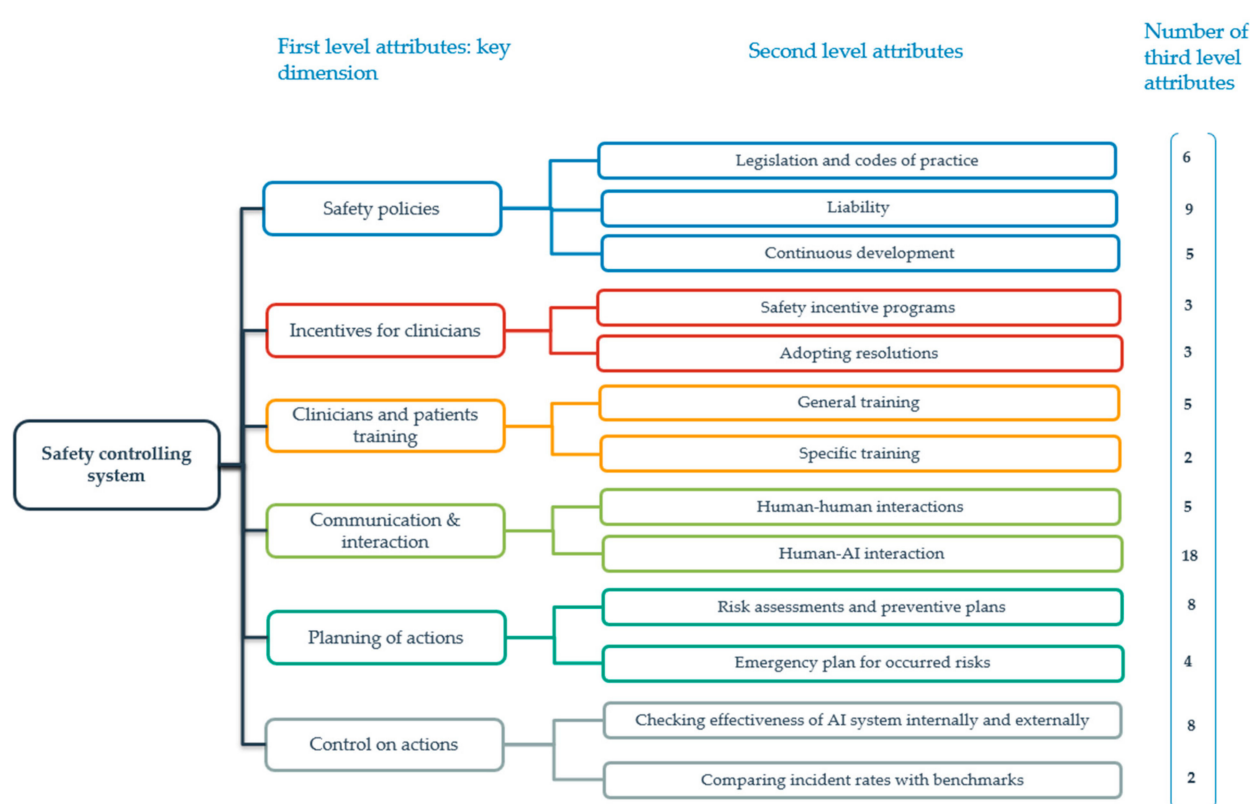 First level attributes: key
dimension
Second level attributes
Number of
third level
attributes
Safety controlling
system
Safety policies
Legislation and codes of practice
6
Liability
9
Continuous development
5
Incentives for clinicians
Safety incentive programs
3
Adopting resolutions
3
Clinicians and patients
training
General training
5
Specific training
2
Communication &
interaction
Human-human interactions
5
Human-AI interaction
18
Planning of actions
Risk assessments and preventive plans
8
Emergency plan for occurred risks
4
Control on actions
Checking effectiveness of AI system internally and externally
8
Comparing incident rates with benchmarks
2